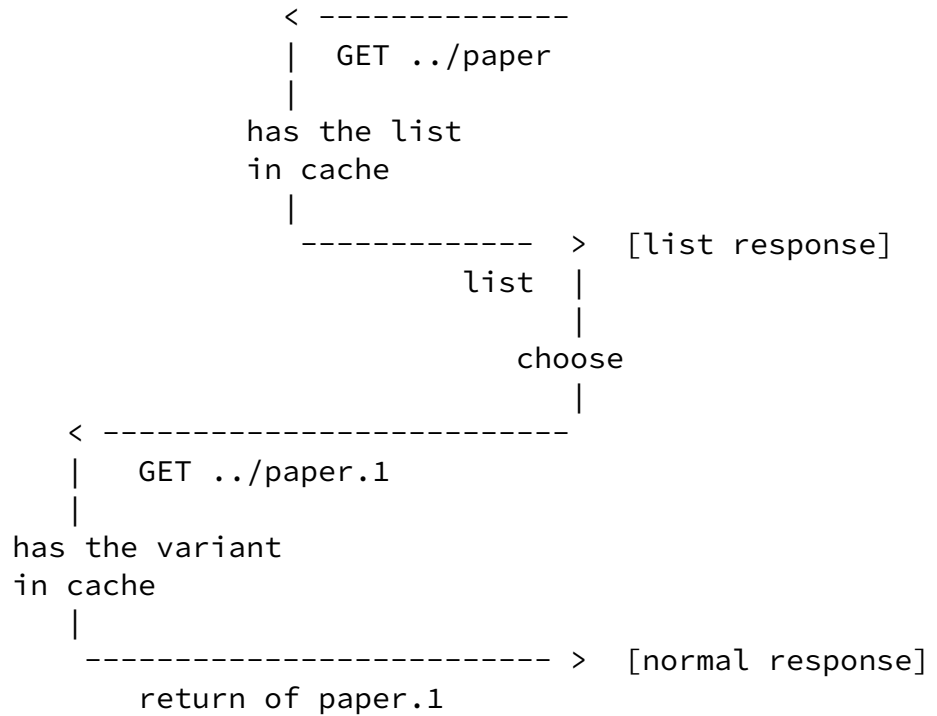 < --------------
| GET ../paper
|
has the list
in cache
|
------------- > [list response]
list |
|
choose
|
< --------------------------
| GET ../paper.1
|
has the variant
in cache
|
-------------------------- > [normal response]
return of paper.1